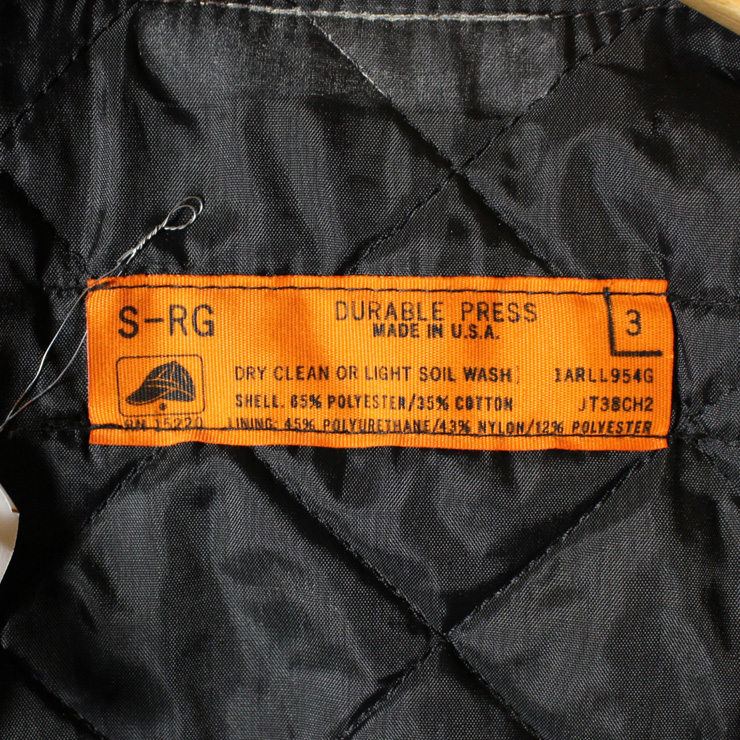 S-RG
DURABLE PRESS
MADE IN U.S.A.
3
DRY CLEAN OR LIGHT SOIL WASH 1ARLL954G
SHELL. 65% POLYESTER/35% COTTON JT38CH2
RN 15220 LINING: 45% POLYURETHANE/43% NYLON/12% POLYESTER